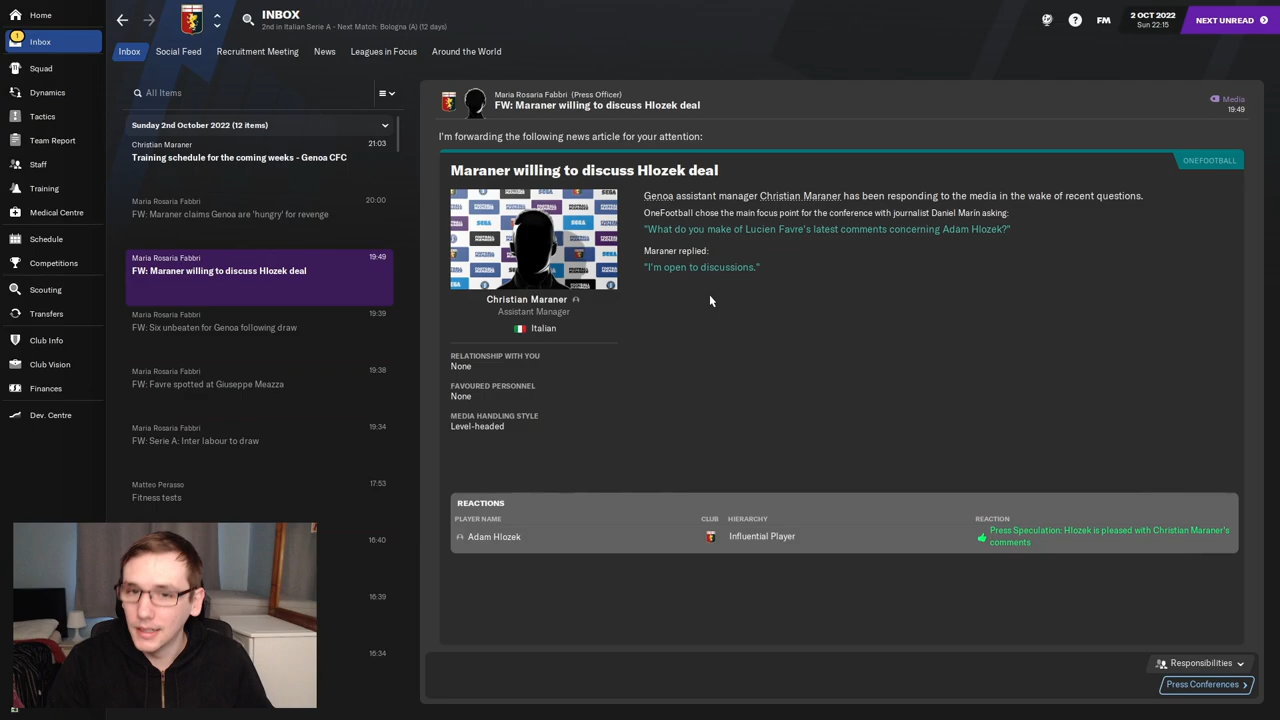 Home
INBOX
2nd in Italian Serie A - Next Match: Bologna (A) (12 days)
FM
2 OCT 2022
Sun 22:15
NEXT UNREAD
1
Inbox
Squad
Dynamics
Tactics
Team Report
Staff
Training
Medical Centre
Schedule
Competitions
Scouting
Transfers
Club Info
Club Vision
Finances
Dev. Centre
Inbox
Social Feed
Recruitment Meeting
News
Leagues in Focus
Around the World
All Items
Sunday 2nd October 2022 (12 items)
Christian Maraner 21:03
Training schedule for the coming weeks - Genoa CFC
Maria Rosaria Fabbri 20:00
FW: Maraner claims Genoa are 'hungry' for revenge
Maria Rosaria Fabbri 19:49
FW: Maraner willing to discuss Hlozek deal
Maria Rosaria Fabbri 19:39
FW: Six unbeaten for Genoa following draw
Maria Rosaria Fabbri 19:38
FW: Favre spotted at Giuseppe Meazza
Maria Rosaria Fabbri 19:34
FW: Serie A: Inter labour to draw
Matteo Perasso 17:53
Fitness tests
16:40
16:39
16:34
Maria Rosaria Fabbri (Press Officer)
FW: Maraner willing to discuss Hlozek deal
Media
19:49
I'm forwarding the following news article for your attention:
ONEFOOTBALL
Maraner willing to discuss Hlozek deal
Genoa assistant manager Christian Maraner has been responding to the media in the wake of recent questions.
OneFootball chose the main focus point for the conference with journalist Daniel Marin asking:
"What do you make of Lucien Favre's latest comments concerning Adam Hlozek?"
Maraner replied:
"I'm open to discussions."
Christian Maraner
Assistant Manager
Italian
RELATIONSHIP WITH YOU
None
FAVOURED PERSONNEL
None
MEDIA HANDLING STYLE
Level-headed
REACTIONS
PLAYER NAME CLUB HIERARCHY REACTION
Adam Hlozek Influential Player Press Speculation: Hlozek is pleased with Christian Maraner's
comments
Responsibilities
Press Conferences